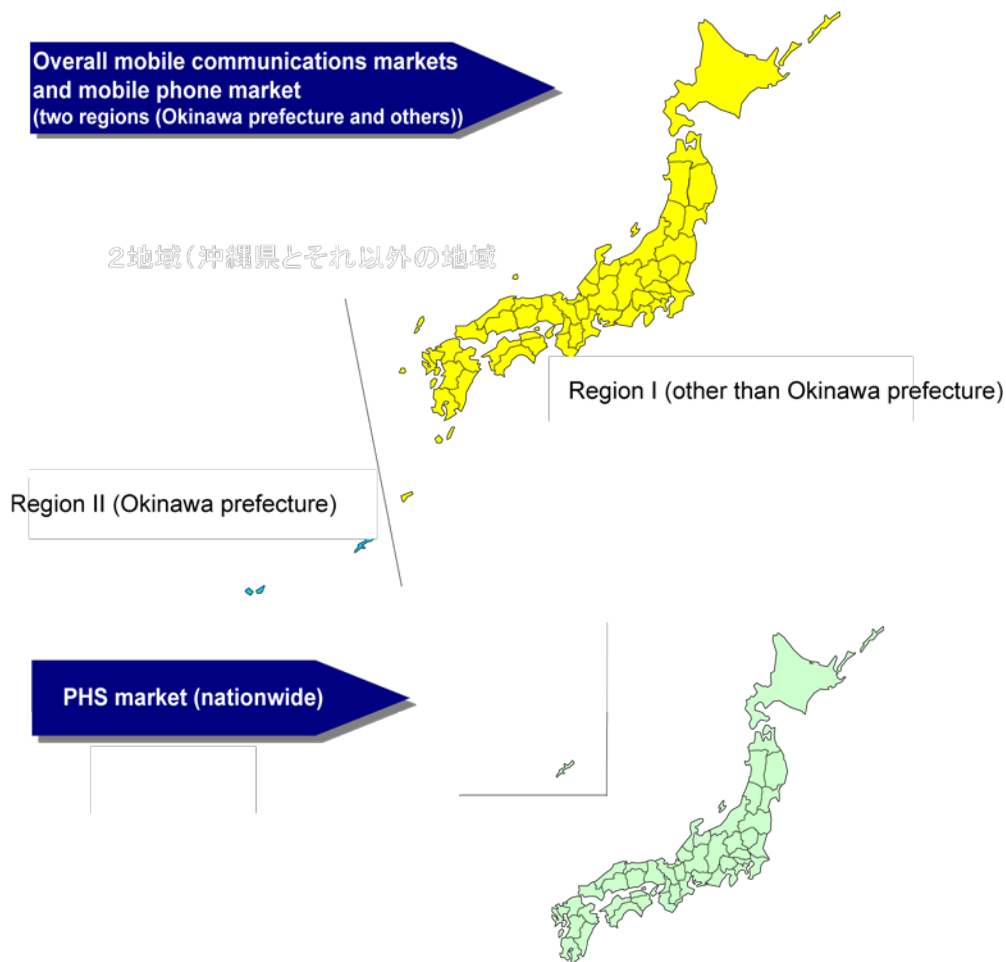 Overall mobile communications markets
and mobile phone market
(two regions (Okinawa prefecture and others))
2地域(沖縄県とそれ以外の地域
Region I (other than Okinawa prefecture)
Region II (Okinawa prefecture)
PHS market (nationwide)